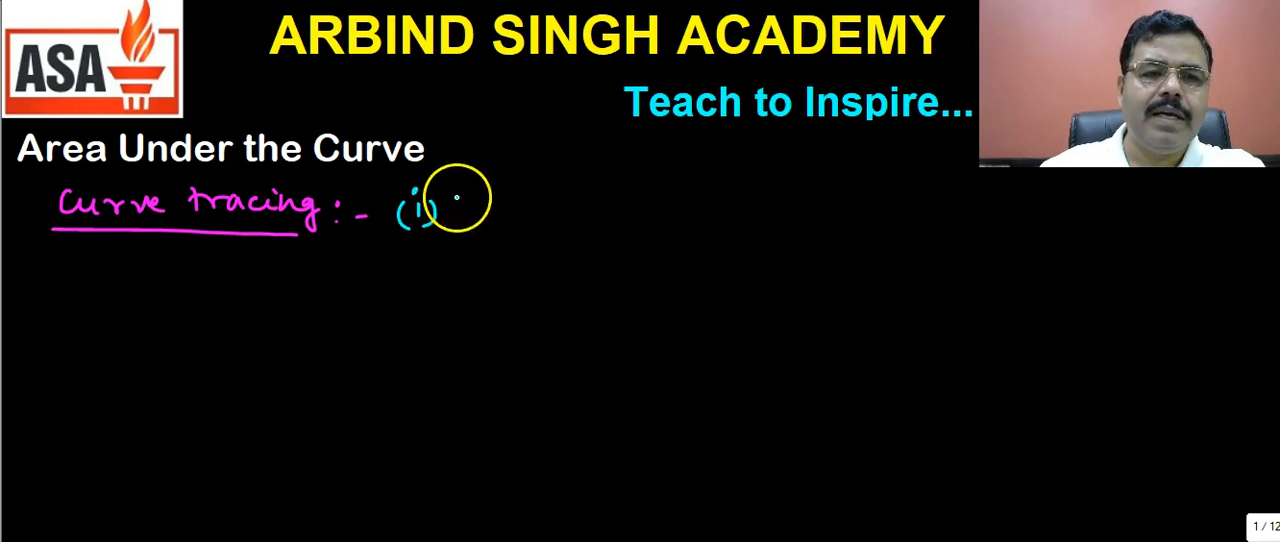 ASA
ARBIND SINGH ACADEMY
Teach to Inspire...
Area Under the Curve
Curve tracing :- (i)
1 / 12